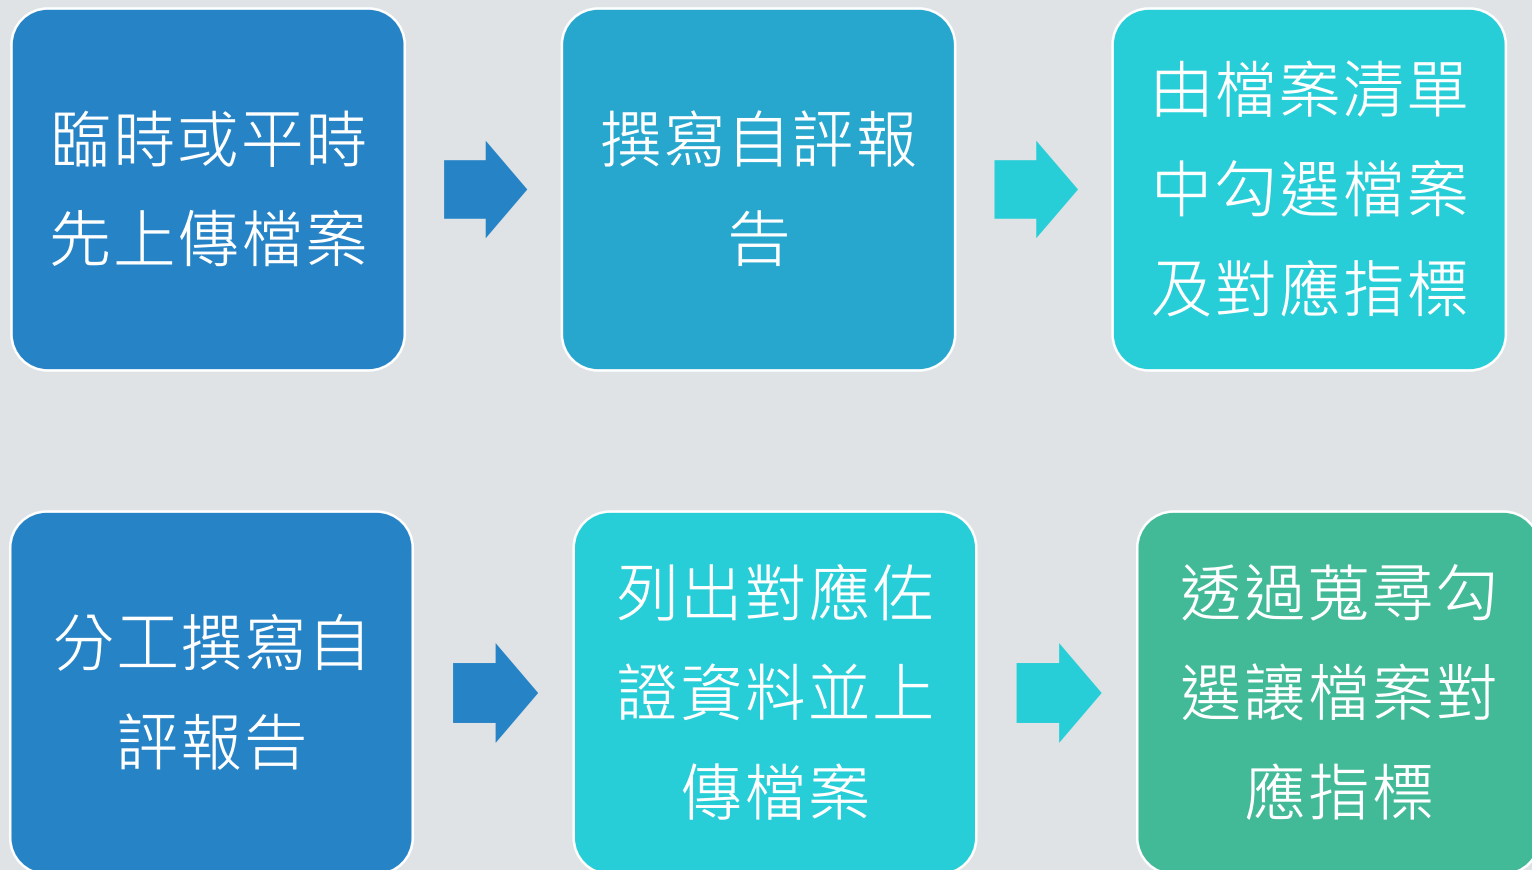 臨時或平時
先上傳檔案
撰寫自評報
告
由檔案清單
中勾選檔案
及對應指標
分工撰寫自
評報告
列出對應佐
證資料並上
傳檔案
透過蒐尋勾
選讓檔案對
應指標